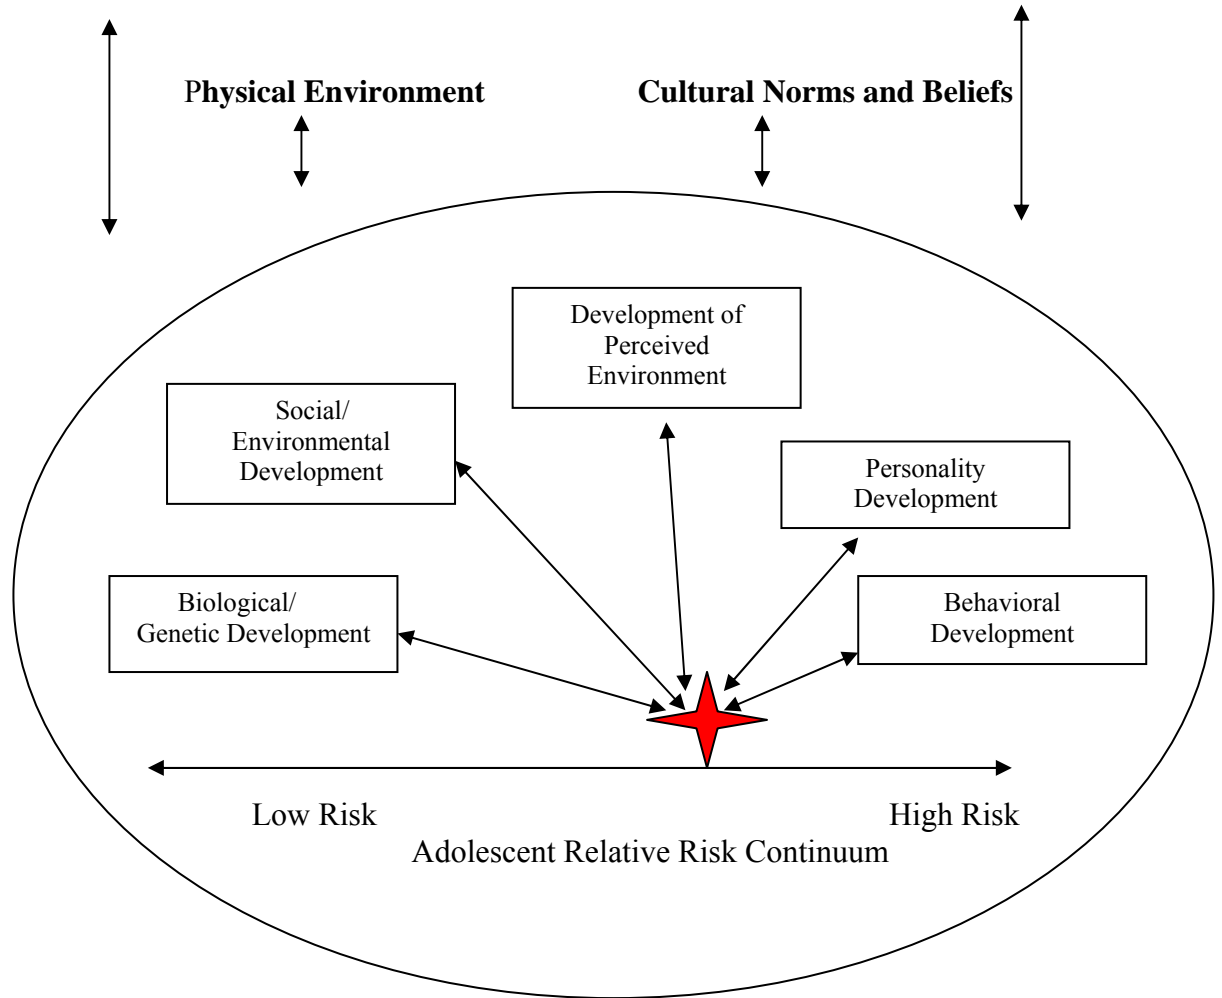 Physical Environment
Cultural Norms and Beliefs
Development of
Perceived
Environment
Social/
Environmental
Development
Personality
Development
Biological/
Genetic Development
Behavioral
Development
Low Risk
High Risk
Adolescent Relative Risk Continuum